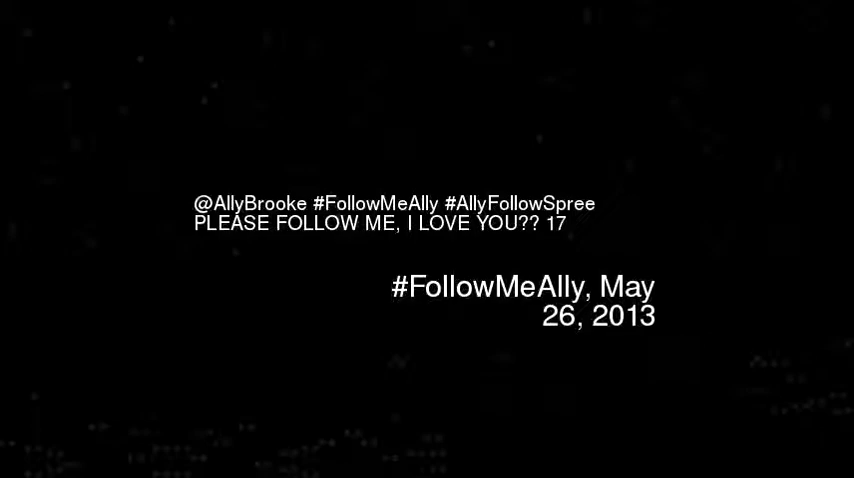 @AllyBrooke #FollowMeAlly #AllyFollowSpree
PLEASE FOLLOW ME, I LOVE YOU?? 17
#FollowMeAlly, May
26, 2013